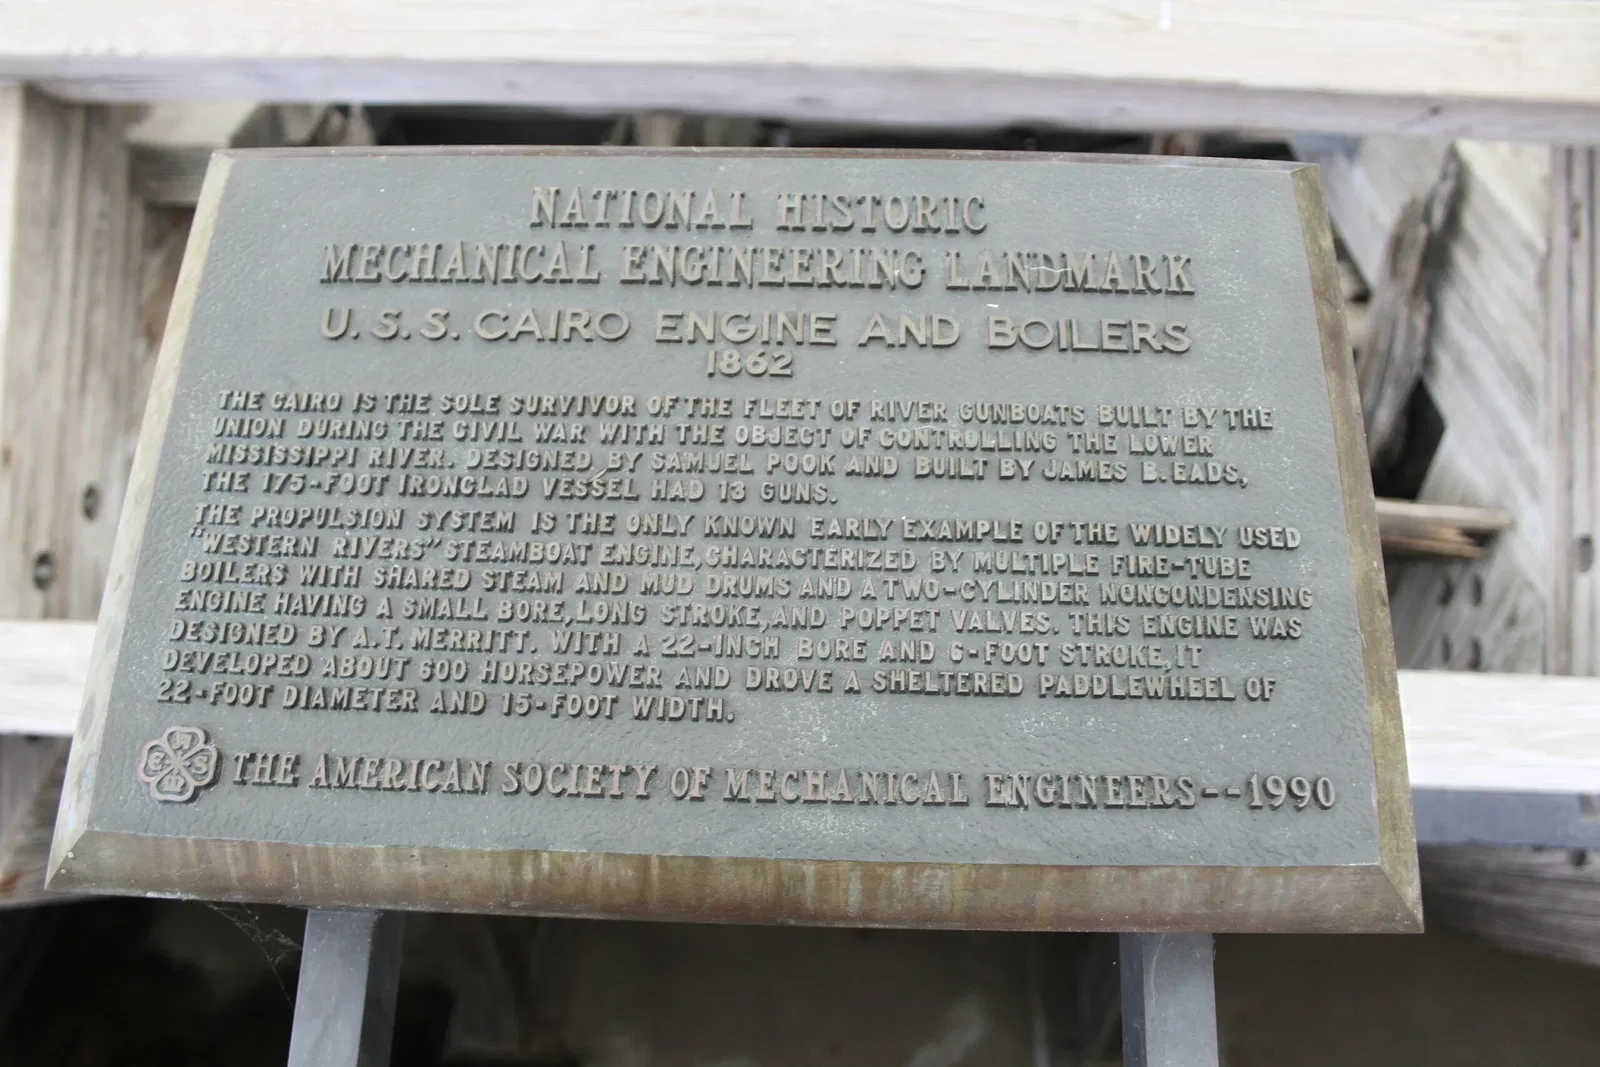 NATIONAL HISTORIC
MECHANICAL ENGINEERING LANDMARK
U.S.S. CAIRO ENGINE AND BOILERS
1862
THE CAIRO IS THE SOLE SURVIVOR OF THE FLEET OF RIVER GUNBOATS BUILT BY THE
UNION DURING THE CIVIL WAR WITH THE OBJECT OF CONTROLLING THE LOWER
MISSISSIPPI RIVER. DESIGNED BY SAMUEL POOK AND BUILT BY JAMES B. EADS,
THE 175-FOOT IRONCLAD VESSEL HAD 13 GUNS.
THE PROPULSION SYSTEM IS THE ONLY KNOWN EARLY EXAMPLE OF THE WIDELY USED
"WESTERN RIVERS" STEAMBOAT ENGINE, CHARACTERIZED BY MULTIPLE FIRE-TUBE
BOILERS WITH SHARED STEAM AND MUD DRUMS AND A TWO-CYLINDER NONCONDENSING
ENGINE HAVING A SMALL BORE, LONG STROKE, AND POPPET VALVES. THIS ENGINE WAS
DESIGNED BY A.T. MERRITT. WITH A 22-INCH BORE AND 6-FOOT STROKE, IT
DEVELOPED ABOUT 600 HORSEPOWER AND DROVE A SHELTERED PADDLEWHEEL OF
22-FOOT DIAMETER AND 15-FOOT WIDTH.
ASME THE AMERICAN SOCIETY OF MECHANICAL ENGINEERS--1990